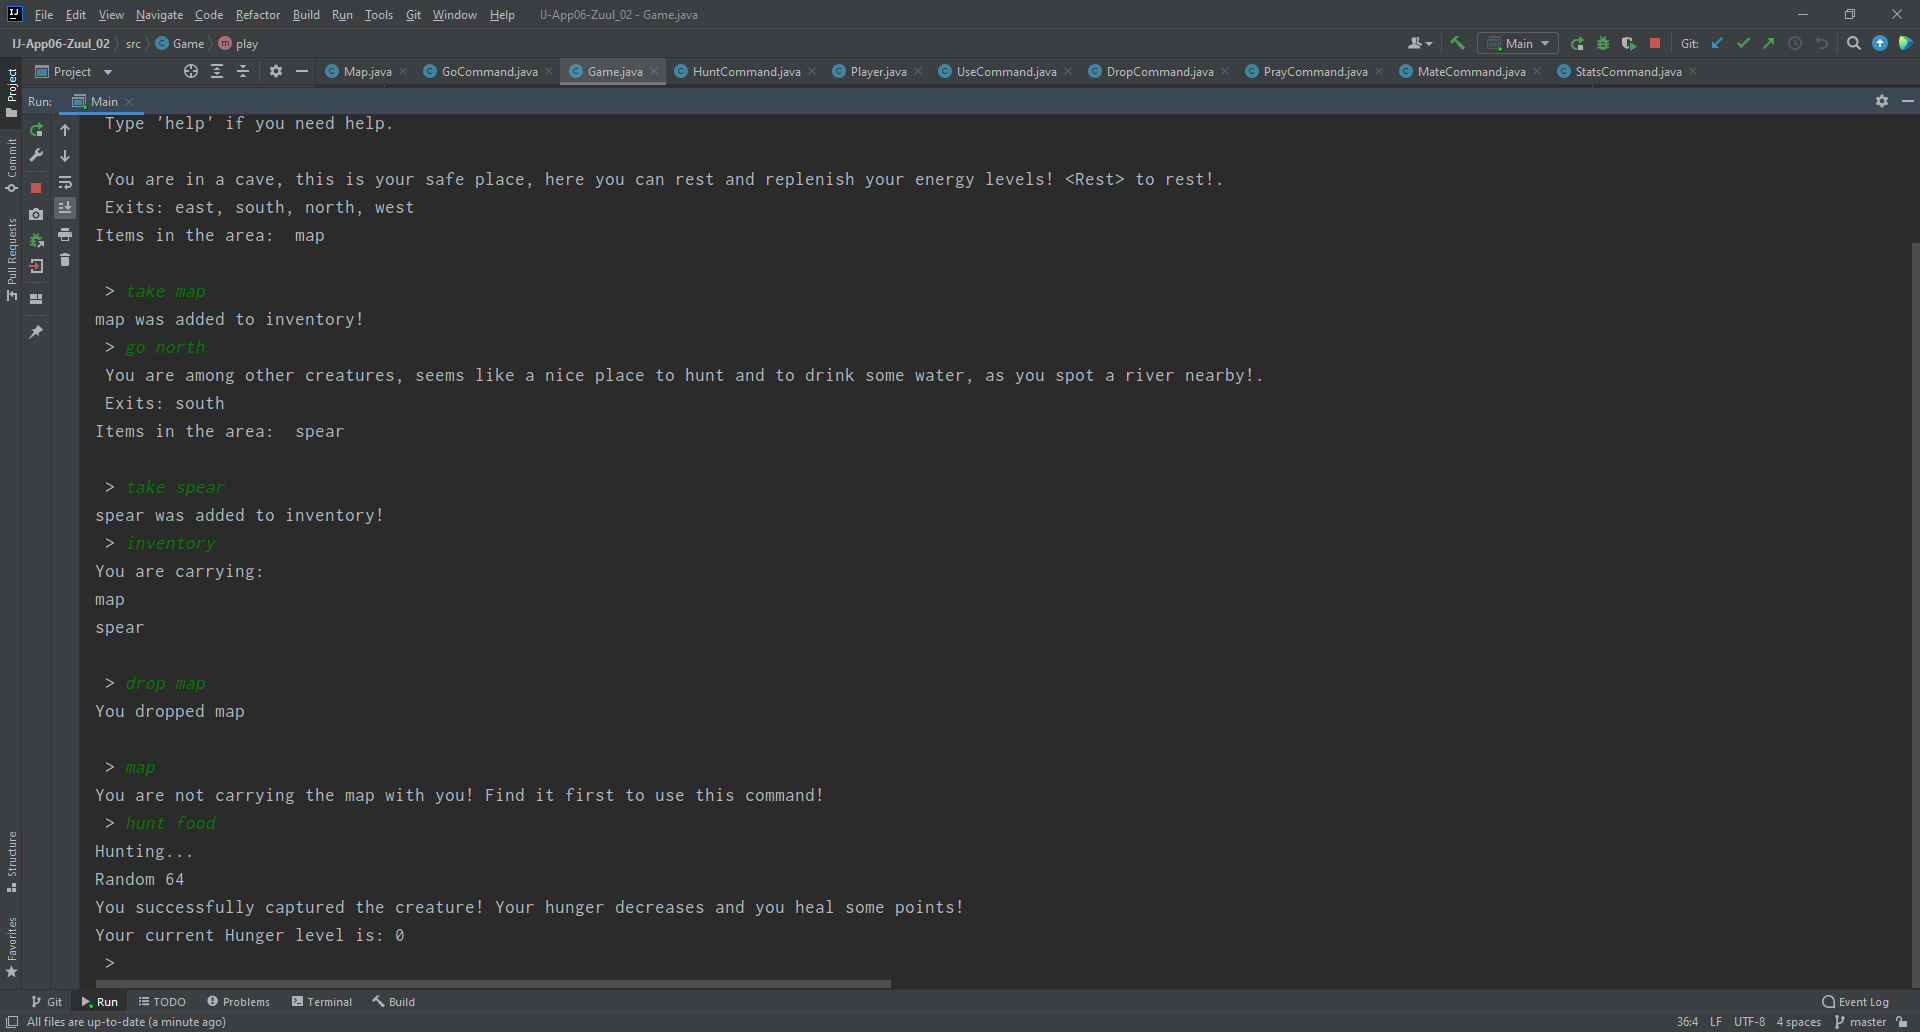 File Edit View Navigate Code Refactor Build Run Tools Git Window Help IJ-App06-Zuul_02 - Game.java
IJ-App06-Zuul_02 src Game play Main Git:
Project Map.java GoCommand.java Game.java HuntCommand.java Player.java UseCommand.java DropCommand.java PrayCommand.java MateCommand.java StatsCommand.java
Run: Main
Project
Commit
Pull Requests
Structure
Favorites
Type 'help' if you need help.
You are in a cave, this is your safe place, here you can rest and replenish your energy levels! <Rest> to rest!.
Exits: east, south, north, west
Items in the area:  map
> take map
map was added to inventory!
> go north
You are among other creatures, seems like a nice place to hunt and to drink some water, as you spot a river nearby!.
Exits: south
Items in the area:  spear
> take spear
spear was added to inventory!
> inventory
You are carrying:
map
spear
> drop map
You dropped map
> map
You are not carrying the map with you! Find it first to use this command!
> hunt food
Hunting...
Random 64
You successfully captured the creature! Your hunger decreases and you heal some points!
Your current Hunger level is: 0
>
Git Run TODO Problems Terminal Build Event Log
All files are up-to-date (a minute ago) 36:4 LF UTF-8 4 spaces master